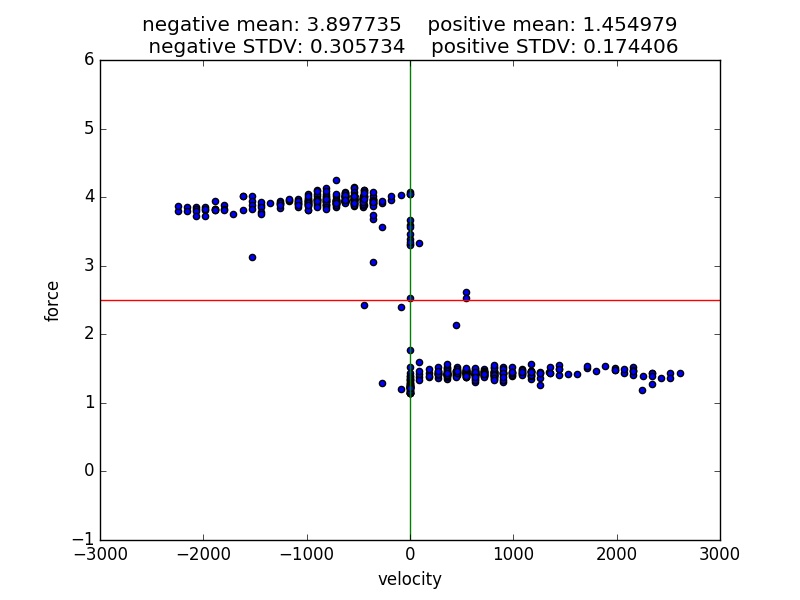 negative mean: 3.897735 positive mean: 1.454979
negative STDV: 0.305734 positive STDV: 0.174406
6
5
4
3
2
1
0
−1
force
−3000 −2000 −1000 0 1000 2000 3000
velocity